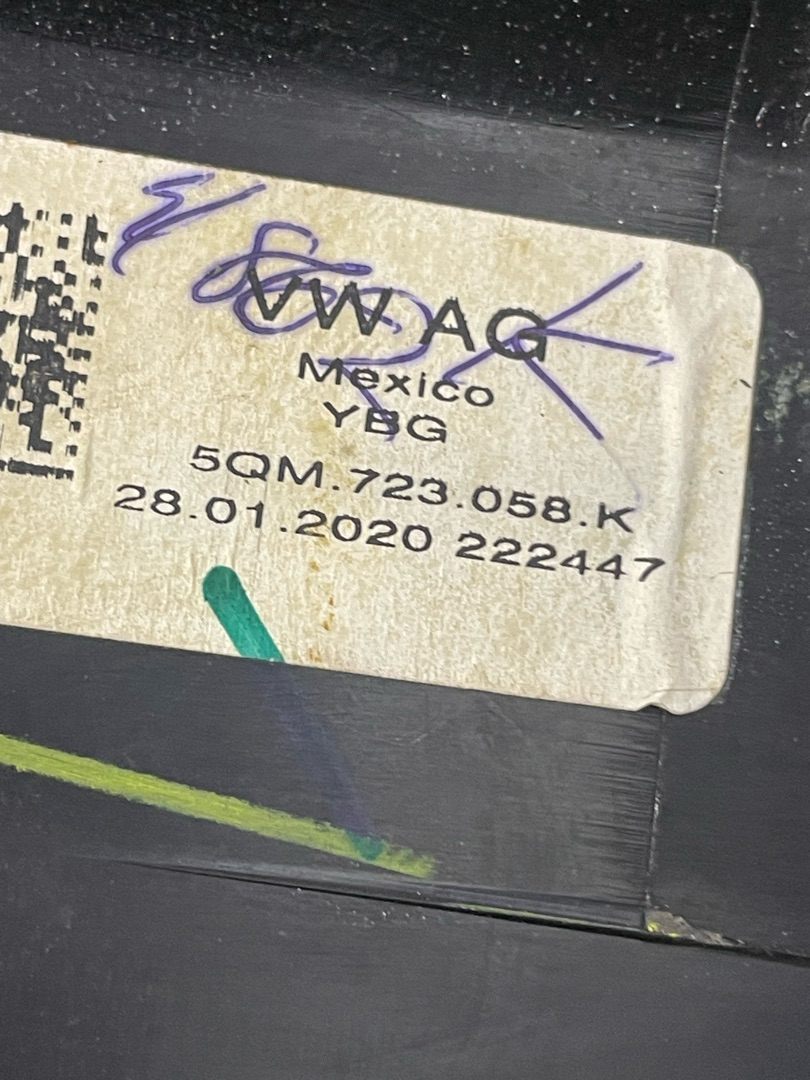 VW AG
Mexico
YBG
5QM.723.058.K
28.01.2020 222447